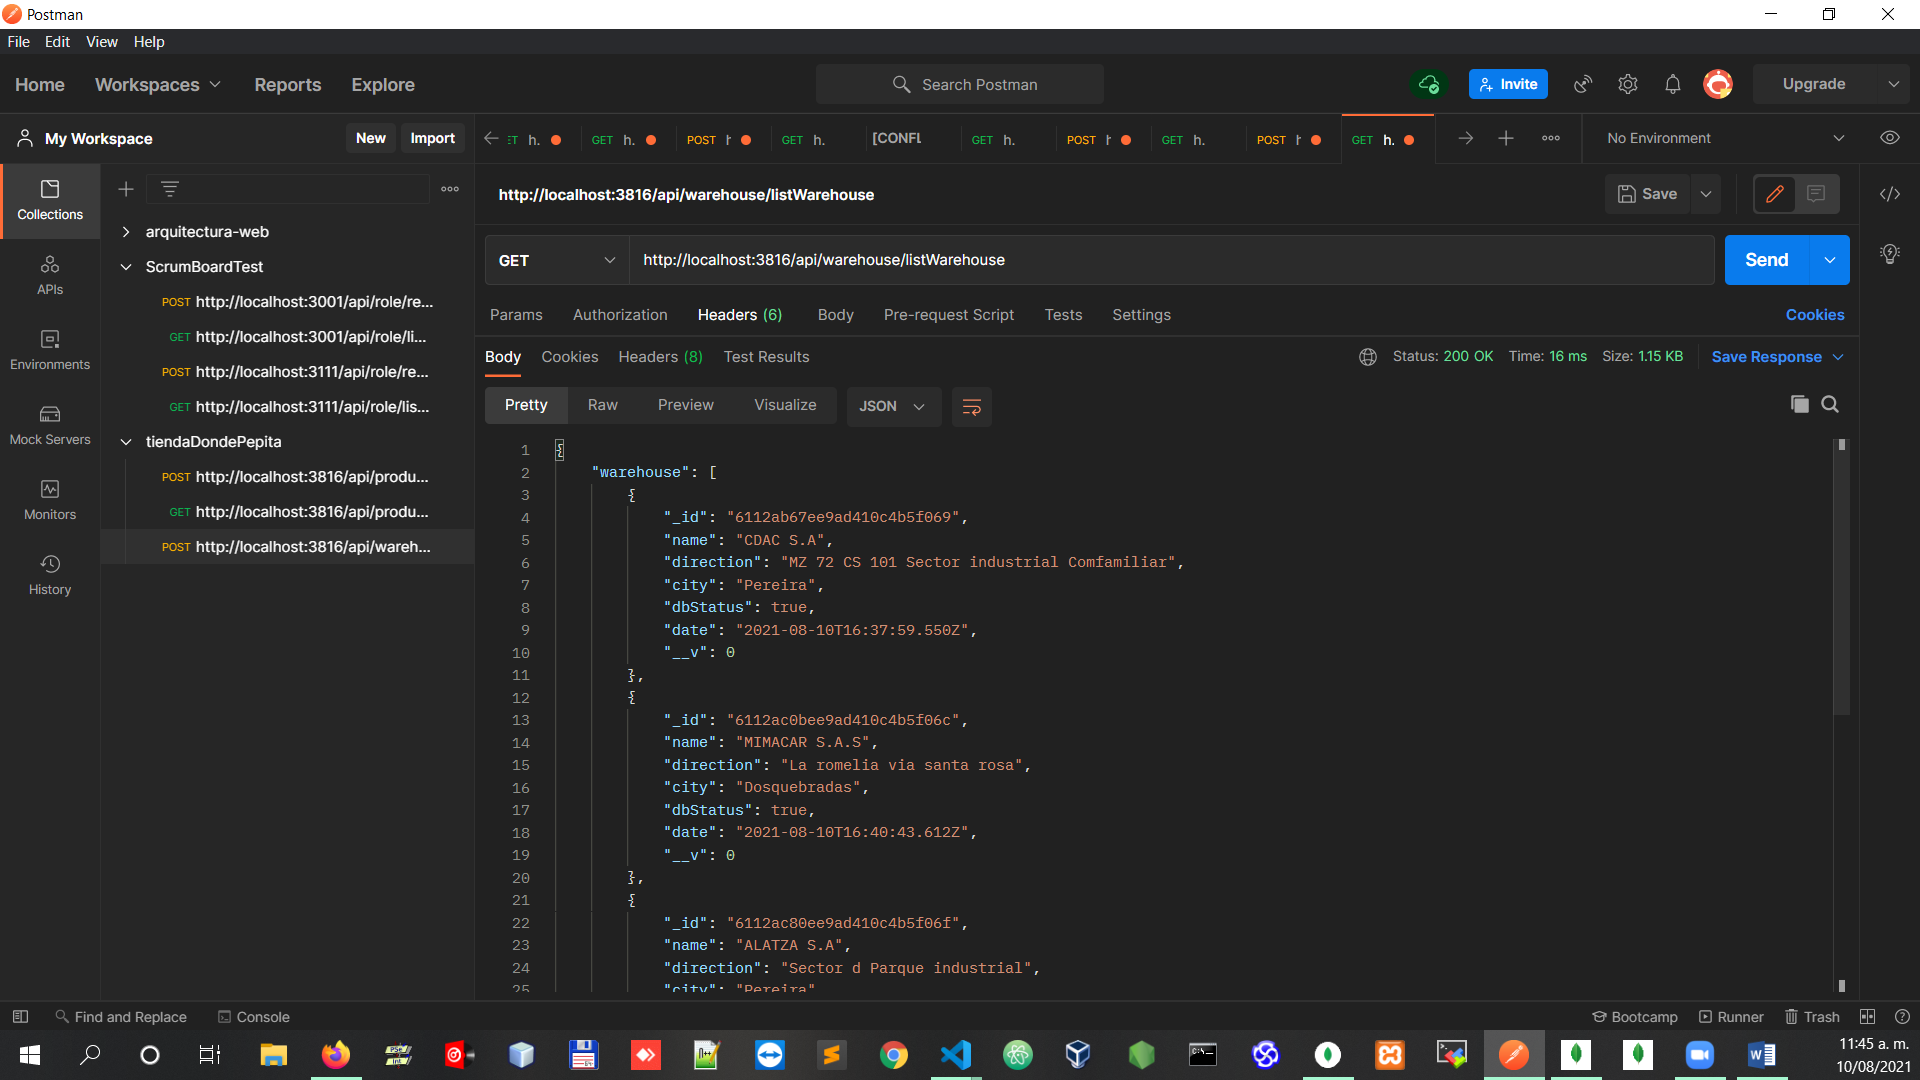 Postman
File Edit View Help
Home Workspaces Reports Explore Search Postman Invite Upgrade
My Workspace New Import
ET h. GET h. POST GET h. [CONFL GET h. POST GET h. POST GET h. No Environment
Collections
APIs
Environments
Mock Servers
Monitors
History
arquitectura-web
ScrumBoardTest
POST http://localhost:3001/api/role/re...
GET http://localhost:3001/api/role/li...
POST http://localhost:3111/api/role/re...
GET http://localhost:3111/api/role/lis...
tiendaDondePepita
POST http://localhost:3816/api/produ...
GET http://localhost:3816/api/produ...
POST http://localhost:3816/api/wareh...
http://localhost:3816/api/warehouse/listWarehouse Save
GET http://localhost:3816/api/warehouse/listWarehouse Send
Params Authorization Headers (6) Body Pre-request Script Tests Settings Cookies
Body Cookies Headers (8) Test Results Status: 200 OK Time: 16 ms Size: 1.15 KB Save Response
Pretty Raw Preview Visualize JSON
1 {
2 "warehouse": [
3 {
4 "_id": "6112ab67ee9ad410c4b5f069",
5 "name": "CDAC S.A",
6 "direction": "MZ 72 CS 101 Sector industrial Comfamiliar",
7 "city": "Pereira",
8 "dbStatus": true,
9 "date": "2021-08-10T16:37:59.550Z",
10 "__v": 0
11 },
12 {
13 "_id": "6112ac0bee9ad410c4b5f06c",
14 "name": "MIMACAR S.A.S",
15 "direction": "La romelia via santa rosa",
16 "city": "Dosquebradas",
17 "dbStatus": true,
18 "date": "2021-08-10T16:40:43.612Z",
19 "__v": 0
20 },
21 {
22 "_id": "6112ac80ee9ad410c4b5f06f",
23 "name": "ALATZA S.A",
24 "direction": "Sector d Parque industrial",
25 "city": "Pereira"
Find and Replace Console Bootcamp Runner Trash
11:45 a. m.
10/08/2021